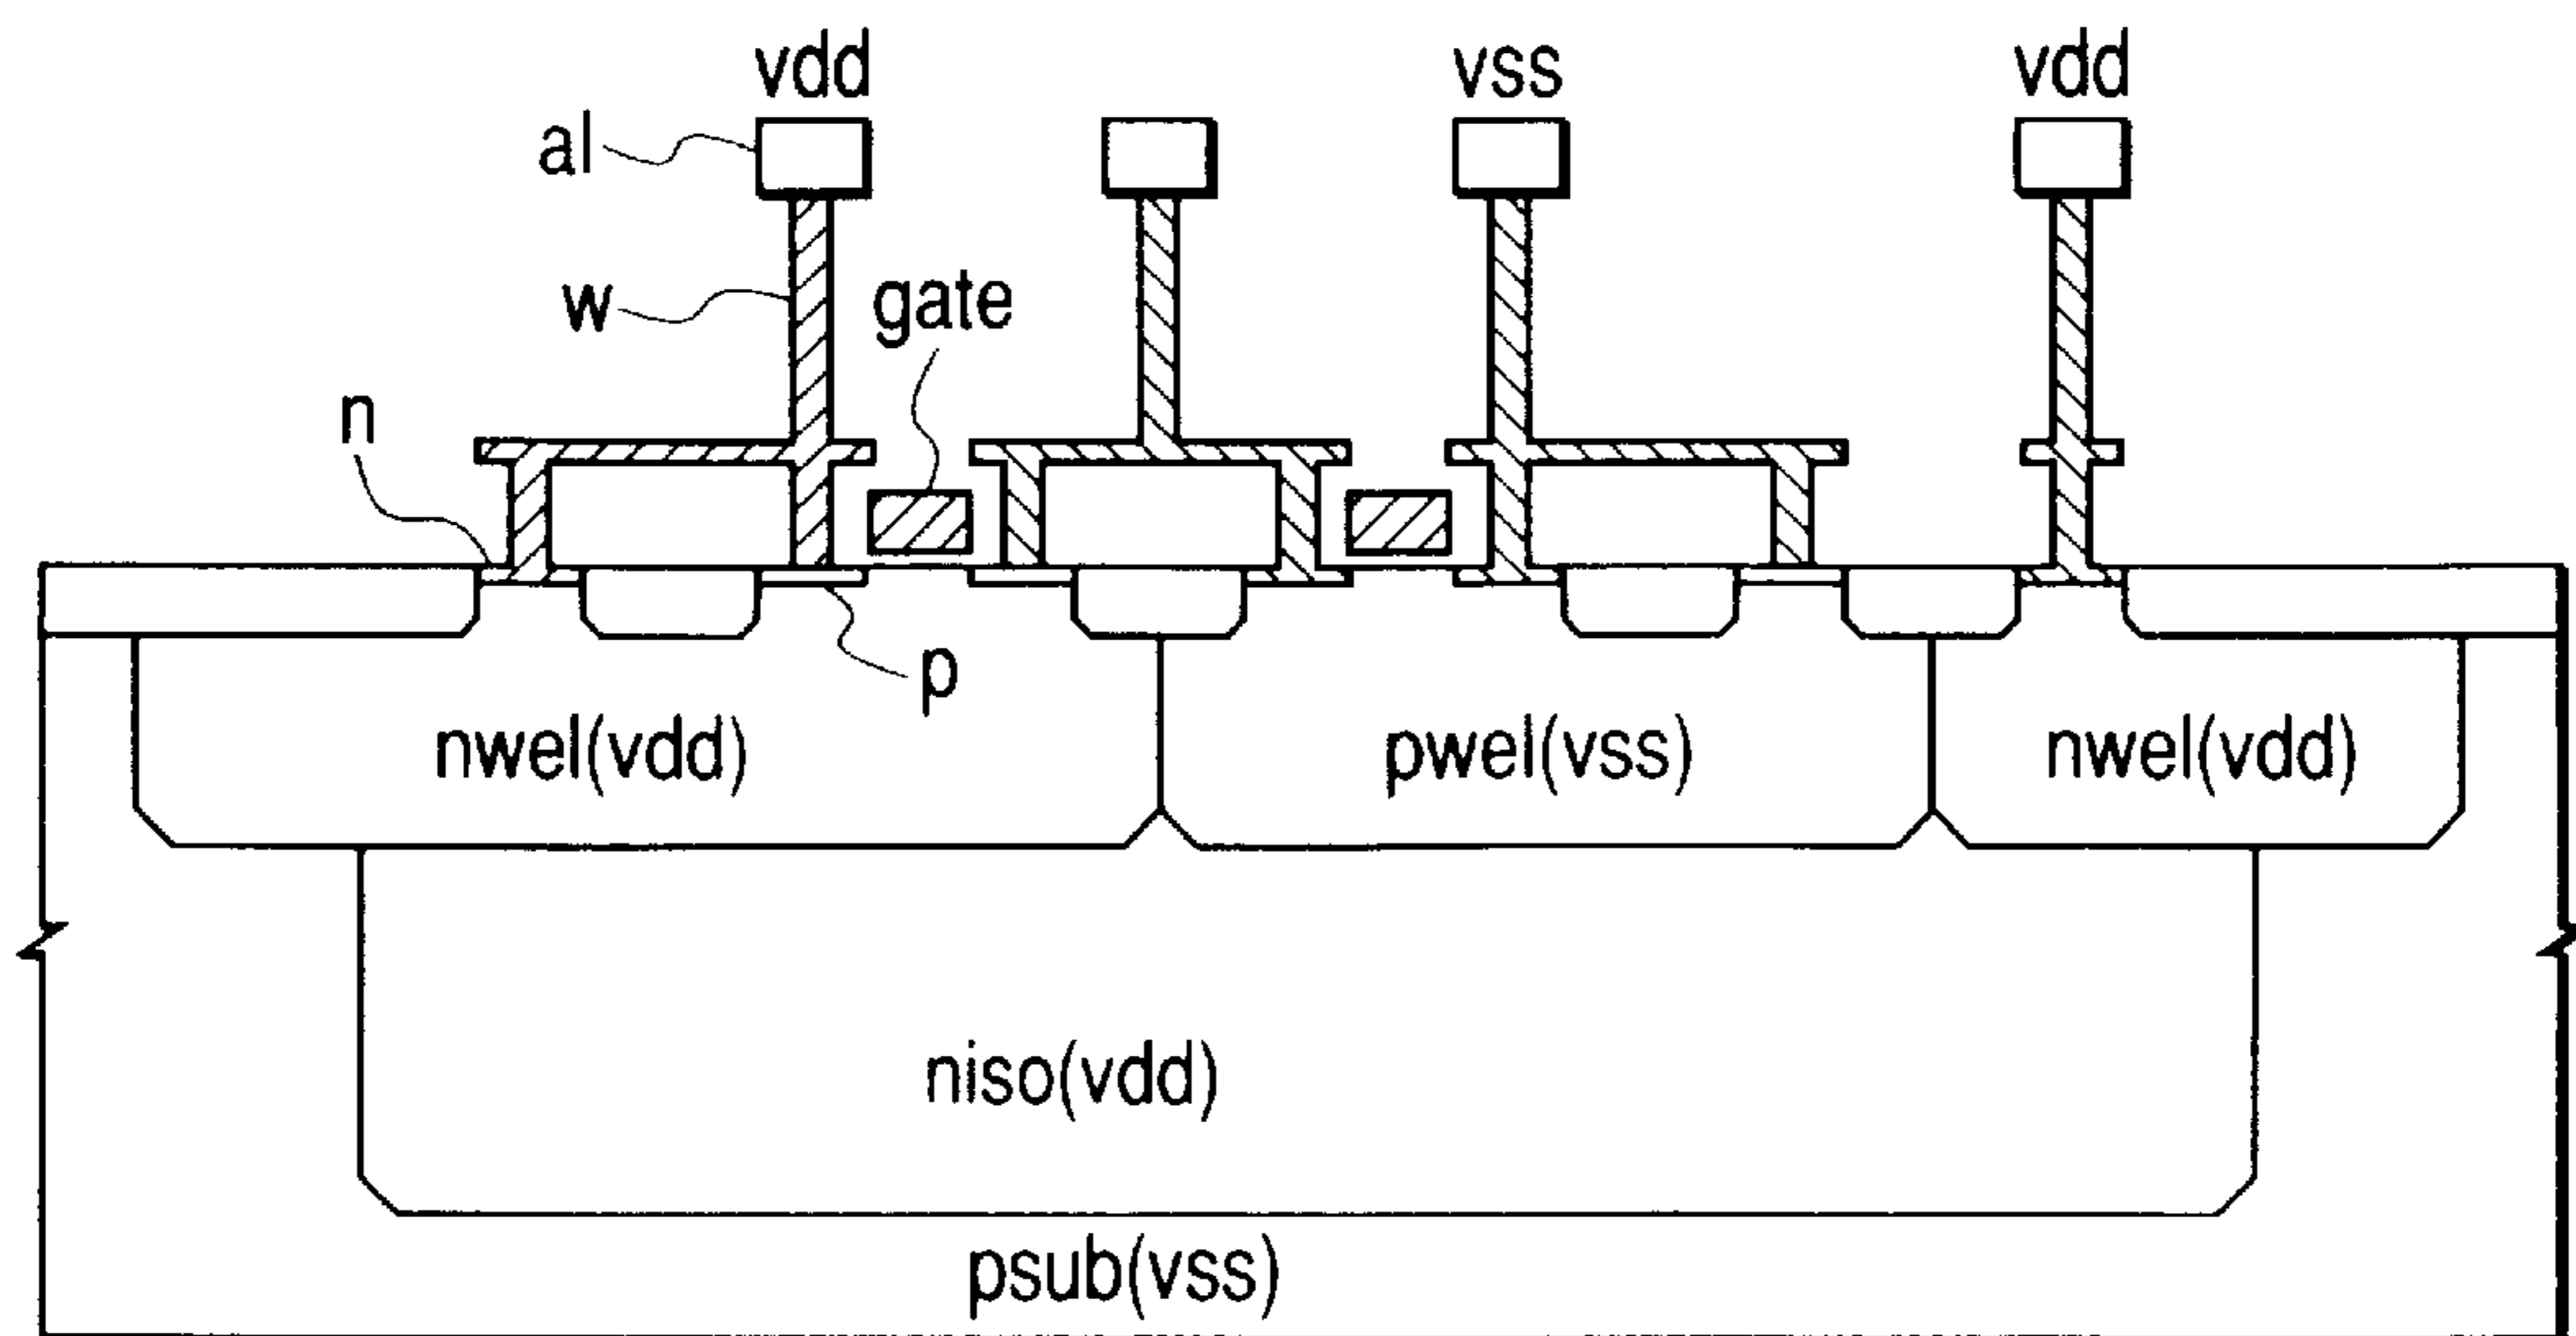 vdd vss vdd
al
w gate
n
p
nwel(vdd) pwel(vss) nwel(vdd)
niso(vdd)
psub(vss)